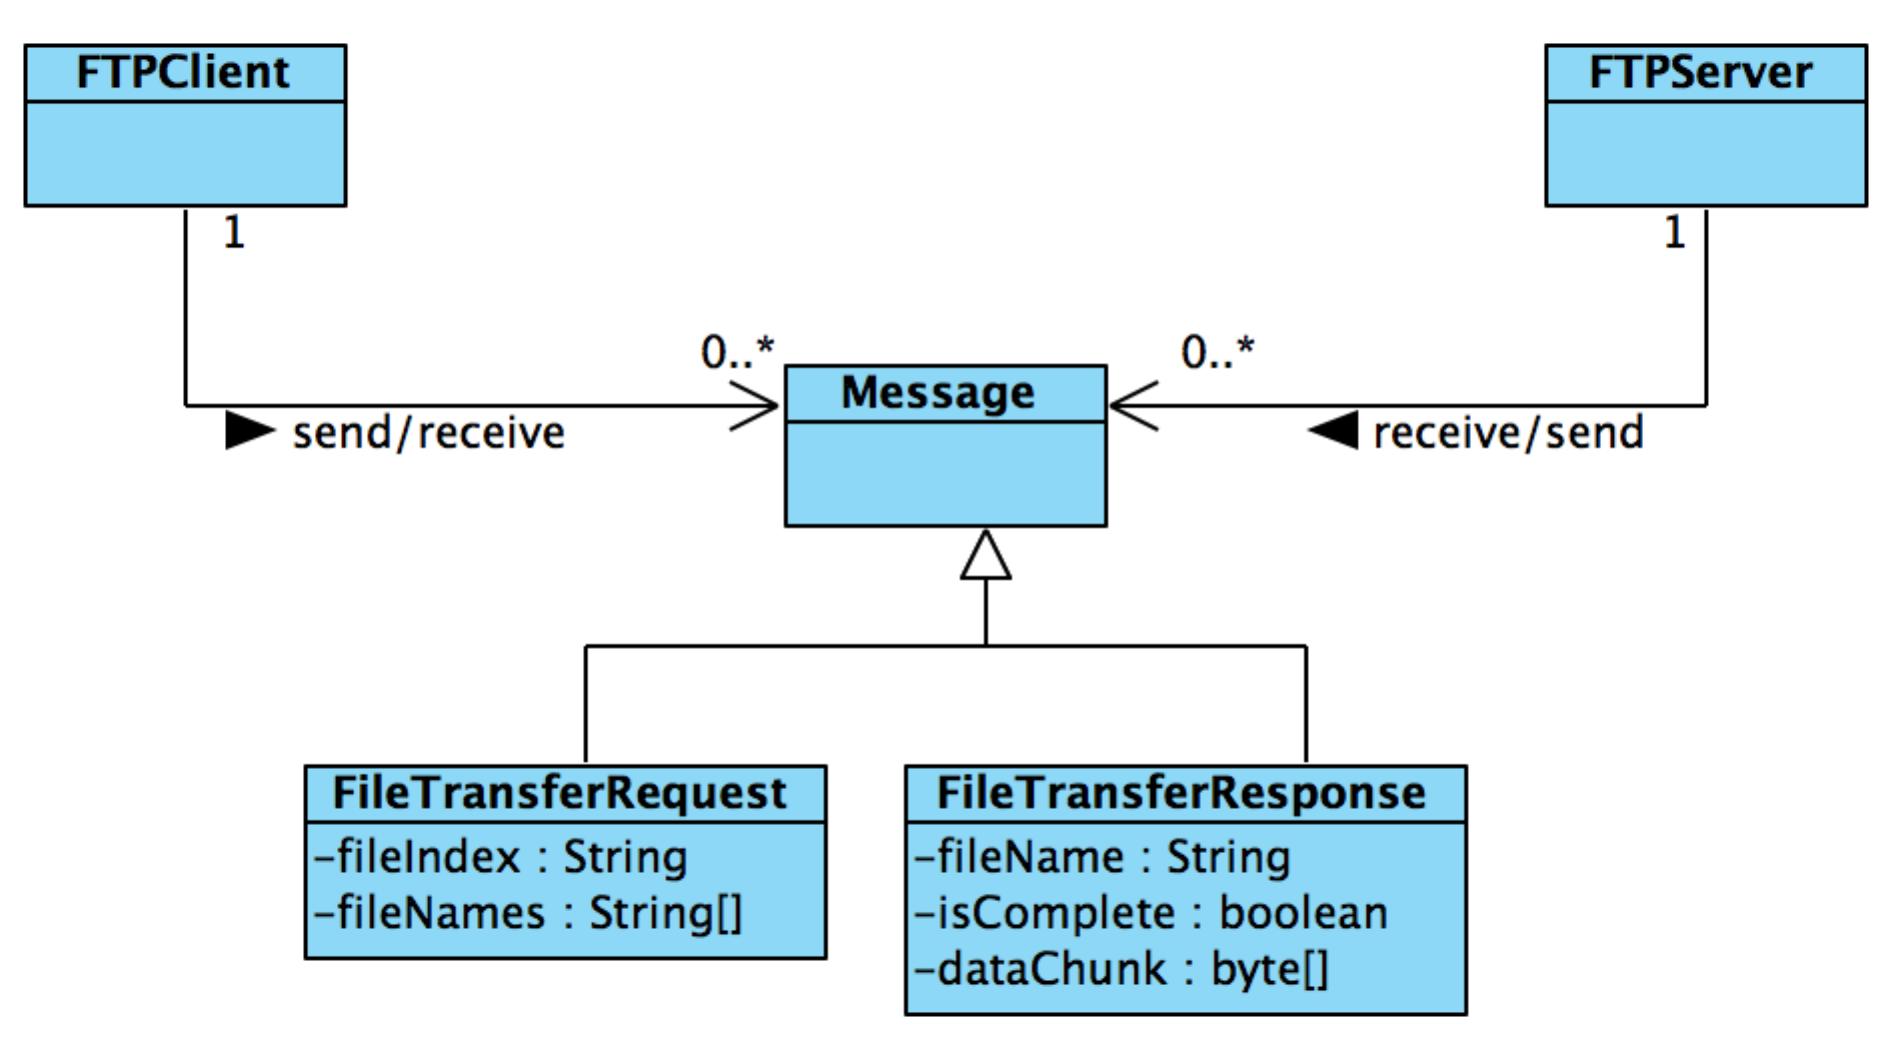 FTPClient
FTPServer
1
1
0..*
0..*
Message
send/receive
receive/send
FileTransferRequest
-fileIndex : String
-fileNames : String[]
FileTransferResponse
-fileName : String
-isComplete : boolean
-dataChunk : byte[]